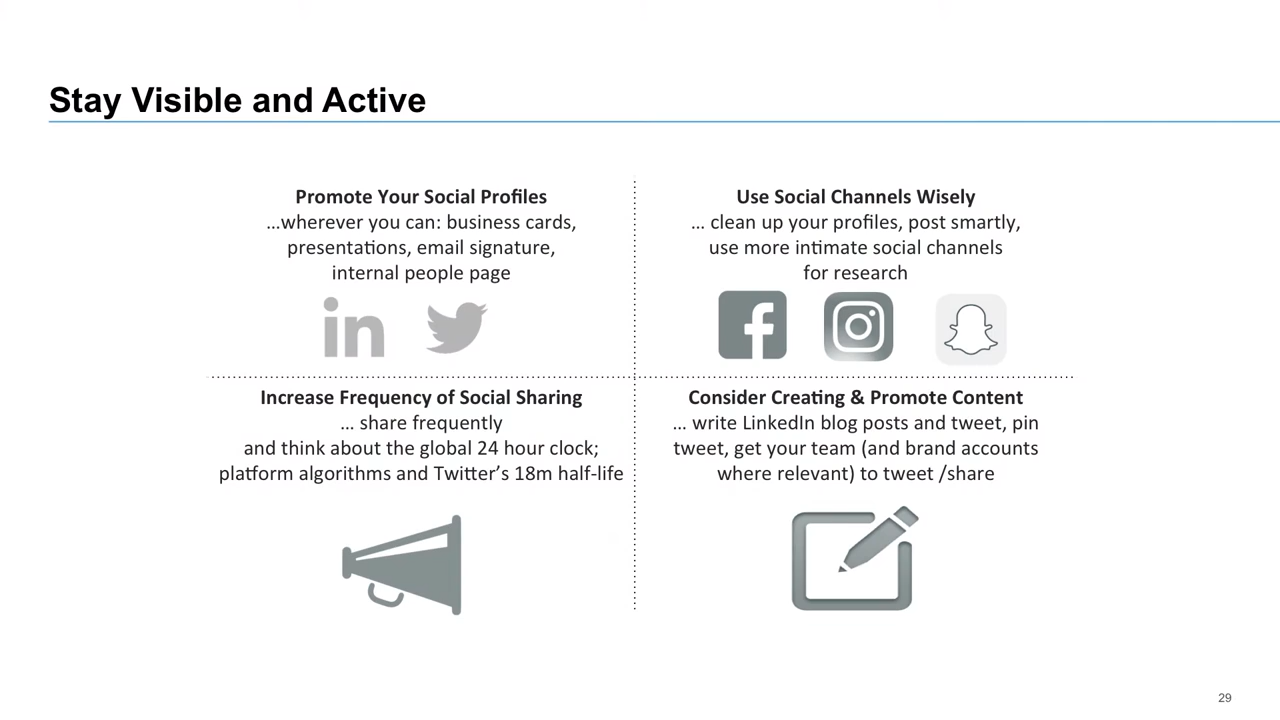 Stay Visible and Active
Promote Your Social Profiles
...wherever you can: business cards,
presentations, email signature,
internal people page
in
Use Social Channels Wisely
... clean up your profiles, post smartly,
use more intimate social channels
for research
f
Increase Frequency of Social Sharing
... share frequently
and think about the global 24 hour clock;
platform algorithms and Twitter's 18m half-life
Consider Creating & Promote Content
... write LinkedIn blog posts and tweet, pin
tweet, get your team (and brand accounts
where relevant) to tweet /share
29